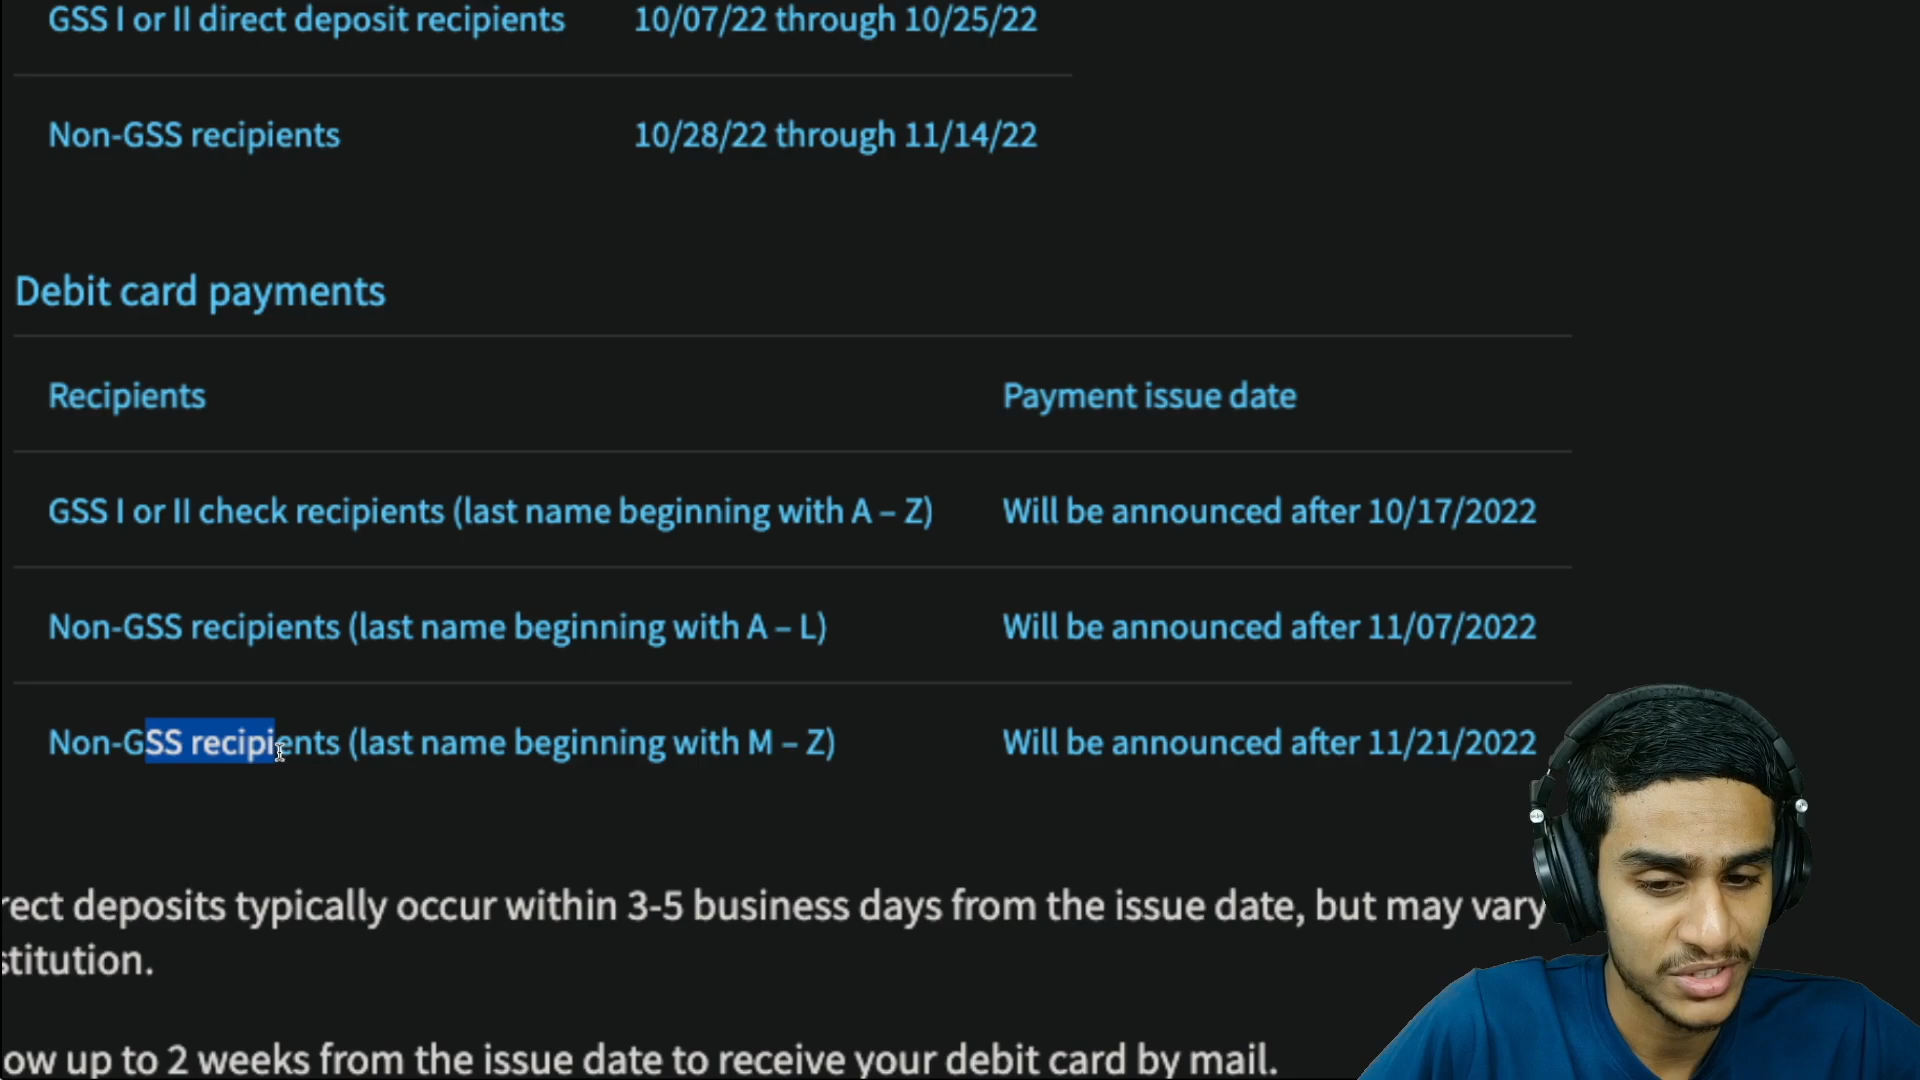 GSS I or II direct deposit recipients 10/07/22 through 10/25/22
Non-GSS recipients 10/28/22 through 11/14/22
Debit card payments
Recipients Payment issue date
GSS I or II check recipients (last name beginning with A – Z) Will be announced after 10/17/2022
Non-GSS recipients (last name beginning with A – L) Will be announced after 11/07/2022
Non-GSS recipients (last name beginning with M – Z) Will be announced after 11/21/2022
rect deposits typically occur within 3-5 business days from the issue date, but may vary
stitution.
ow up to 2 weeks from the issue date to receive your debit card by mail.